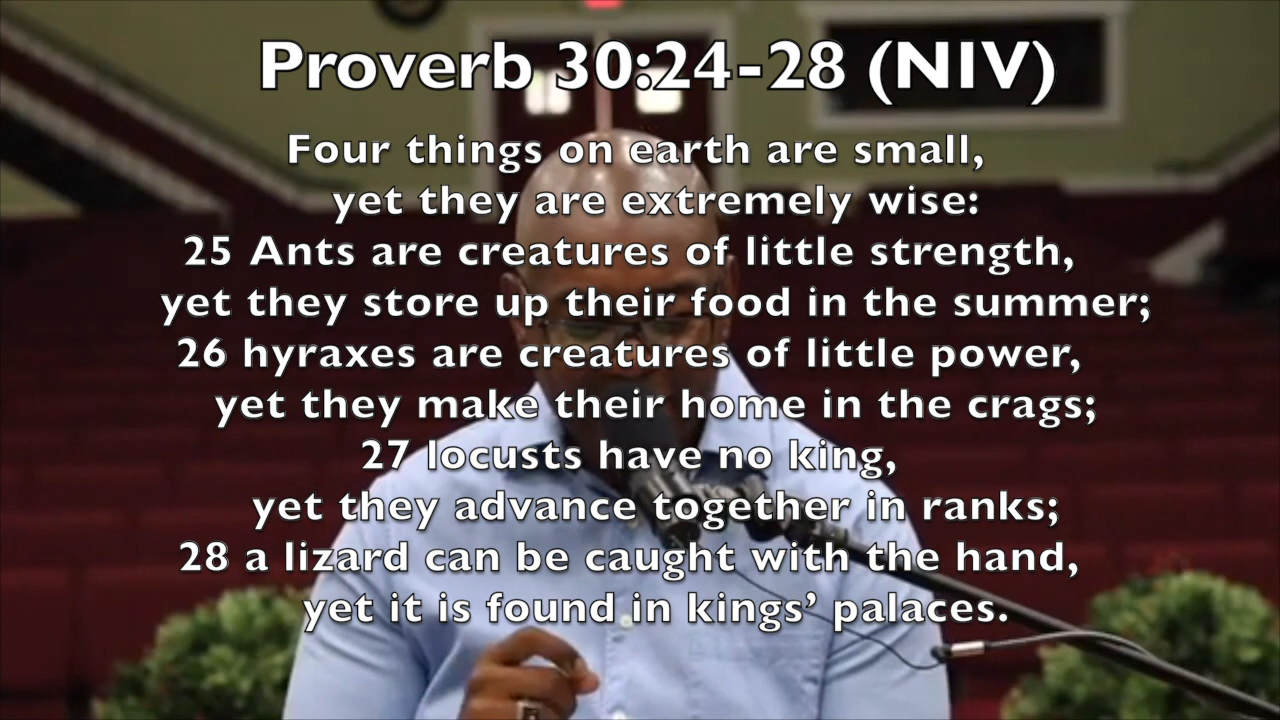 Proverb 30:24-28 (NIV)
Four things on earth are small,
yet they are extremely wise:
25 Ants are creatures of little strength,
yet they store up their food in the summer;
26 hyraxes are creatures of little power,
yet they make their home in the crags;
27 locusts have no king,
yet they advance together in ranks;
28 a lizard can be caught with the hand,
yet it is found in kings’ palaces.